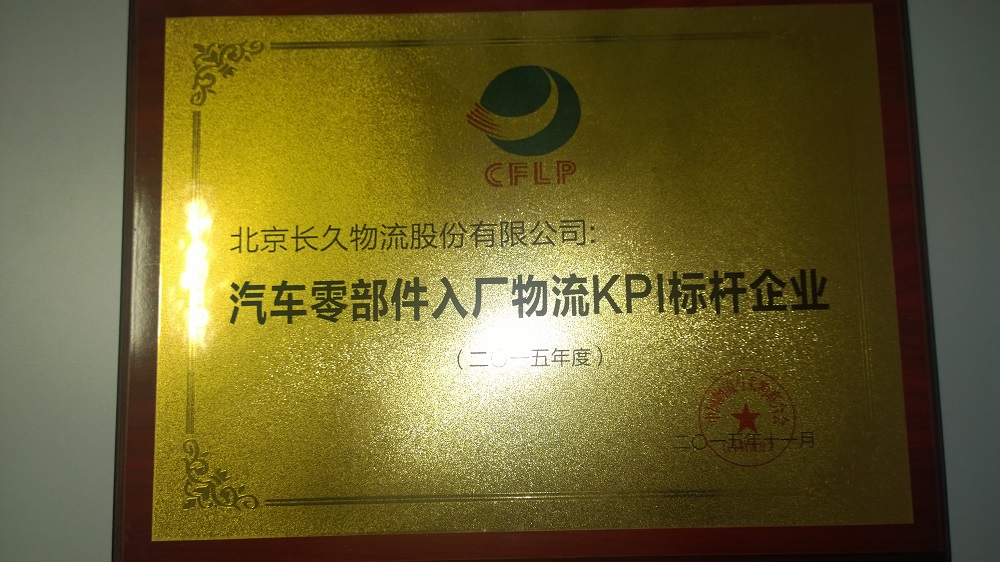 CFLP
北京长久物流股份有限公司:
汽车零部件入厂物流KPI标杆企业
(二〇一五年度)
二〇一五年十一月